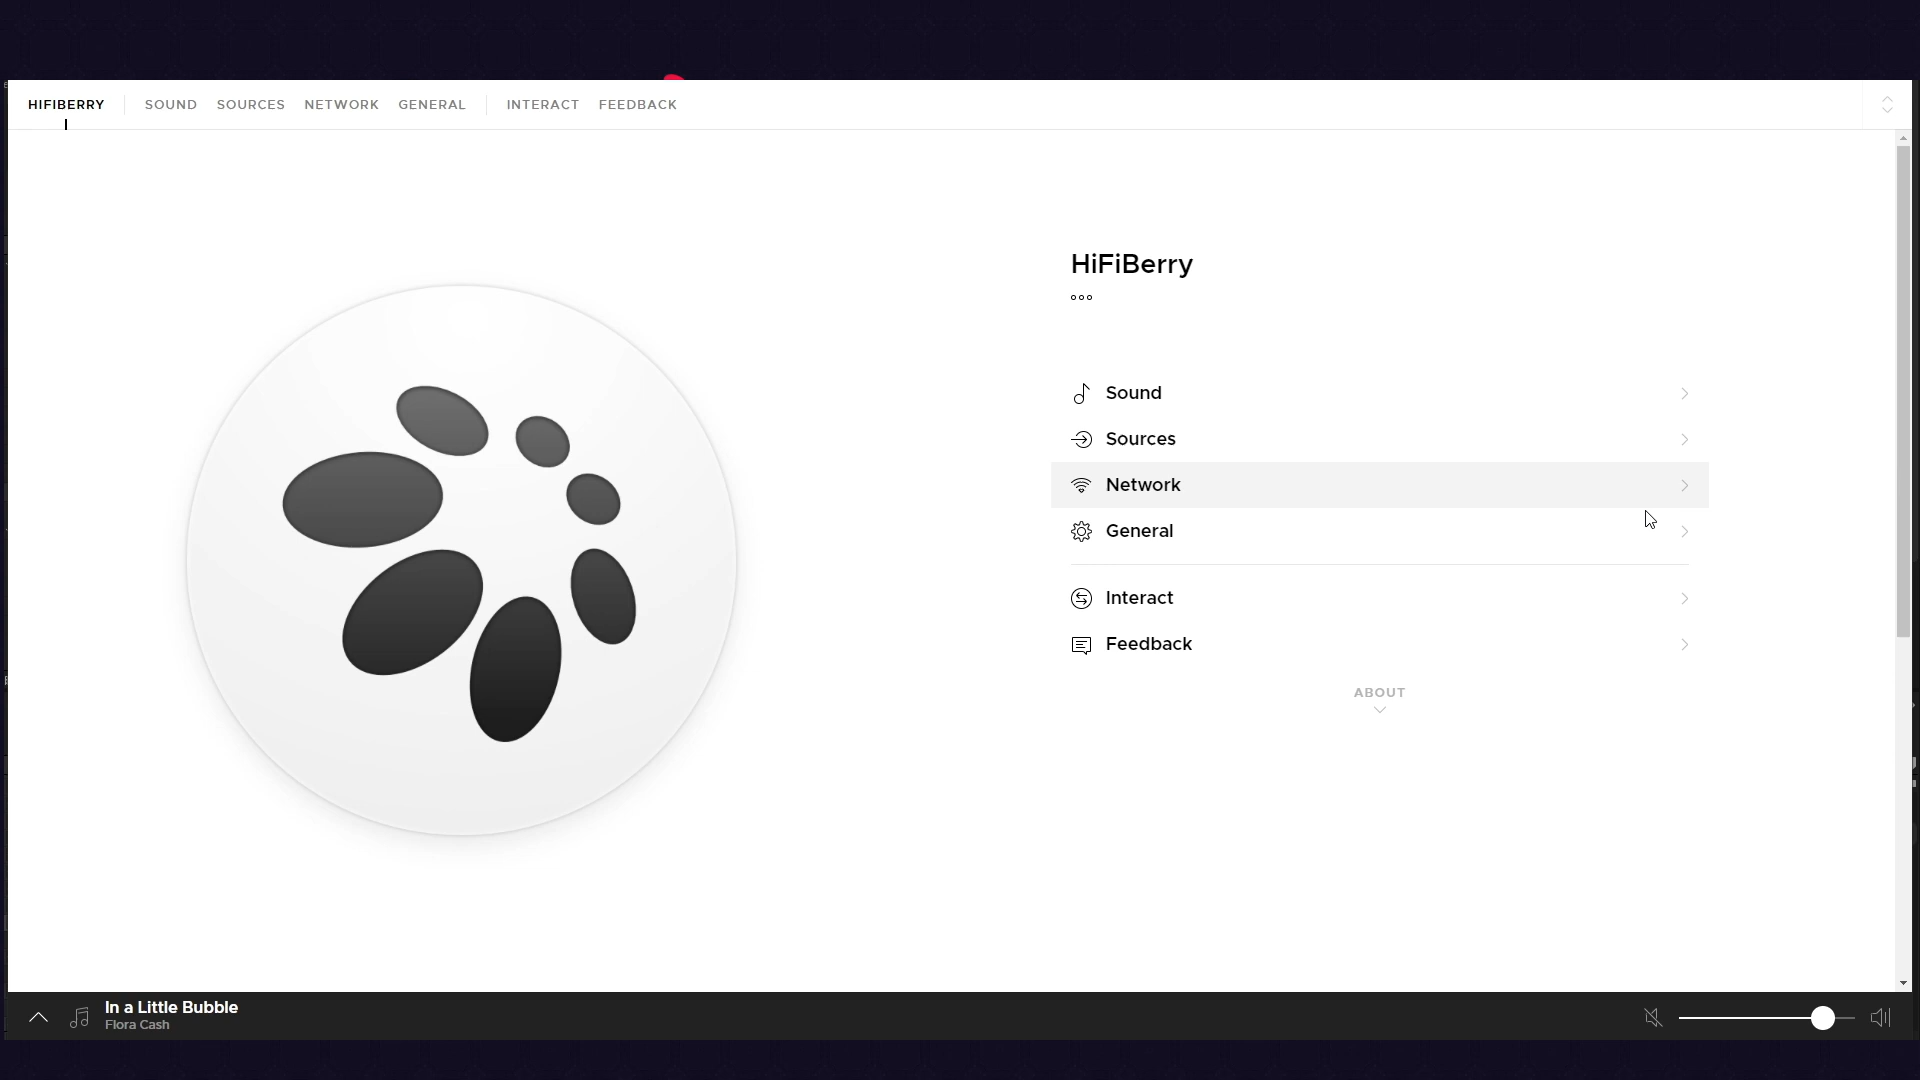 HIFIBERRY SOUND SOURCES NETWORK GENERAL INTERACT FEEDBACK
HiFiBerry
Sound
Sources
Network
General
Interact
Feedback
ABOUT
In a Little Bubble
Flora Cash